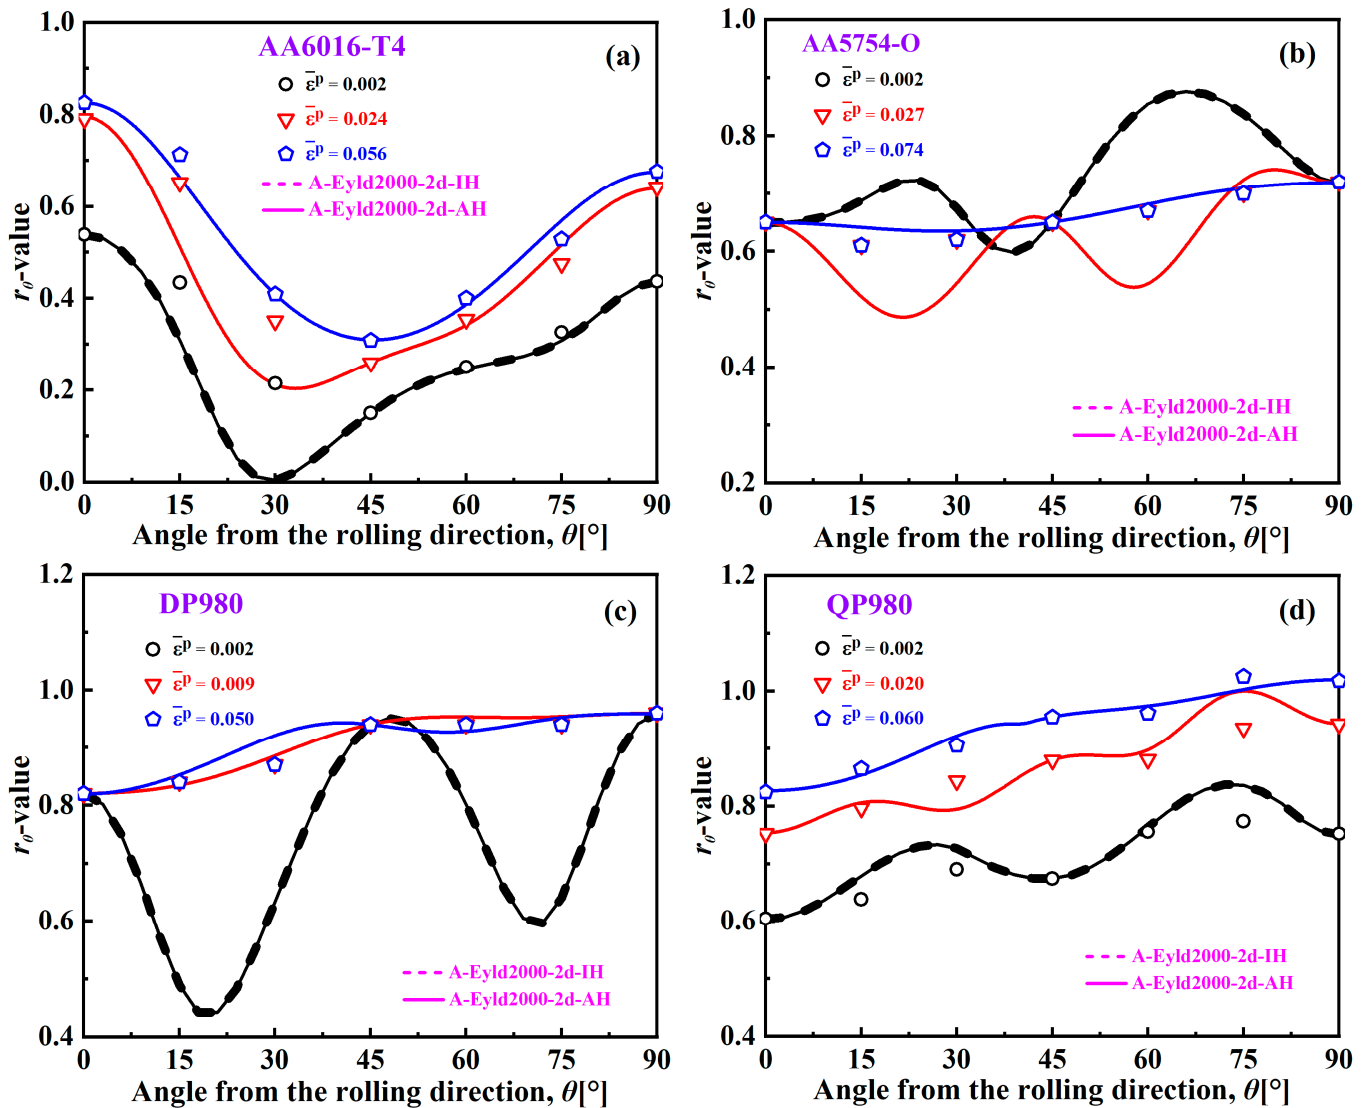 AA6016-T4
(a)
ε̄ᵖ = 0.002
ε̄ᵖ = 0.024
ε̄ᵖ = 0.056
A-Eyld2000-2d-IH
A-Eyld2000-2d-AH
1.0
0.8
0.6
0.4
0.2
0.0
rθ-value
0 15 30 45 60 75 90
Angle from the rolling direction, θ[°]
AA5754-O
(b)
ε̄ᵖ = 0.002
ε̄ᵖ = 0.027
ε̄ᵖ = 0.074
A-Eyld2000-2d-IH
A-Eyld2000-2d-AH
1.0
0.8
0.6
0.4
0.2
rθ-value
0 15 30 45 60 75 90
Angle from the rolling direction, θ[°]
DP980
(c)
ε̄ᵖ = 0.002
ε̄ᵖ = 0.009
ε̄ᵖ = 0.050
A-Eyld2000-2d-IH
A-Eyld2000-2d-AH
1.2
1.0
0.8
0.6
0.4
rθ-value
0 15 30 45 60 75 90
Angle from the rolling direction, θ[°]
QP980
(d)
ε̄ᵖ = 0.002
ε̄ᵖ = 0.020
ε̄ᵖ = 0.060
A-Eyld2000-2d-IH
A-Eyld2000-2d-AH
1.2
1.0
0.8
0.6
0.4
rθ-value
0 15 30 45 60 75 90
Angle from the rolling direction, θ[°]